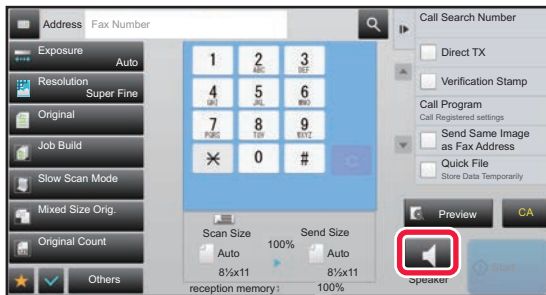 Address Fax Number
Call Search Number
Exposure
Auto
Direct TX
Resolution
Super Fine
Verification Stamp
Original
Call Program
Call Registered settings
Job Build
Send Same Image
as Fax Address
Slow Scan Mode
Quick File
Store Data Temporarily
Mixed Size Orig.
Original Count
Others
1 2 3
ABC DEF
4 5 6
GHI JKL MNO
7 8 9
PQRS TUV WXYZ
0 #
C
Scan Size
100%
Send Size
Auto
Auto
8½x11
8½x11
reception memory: 100%
Preview
CA
Speaker
Start